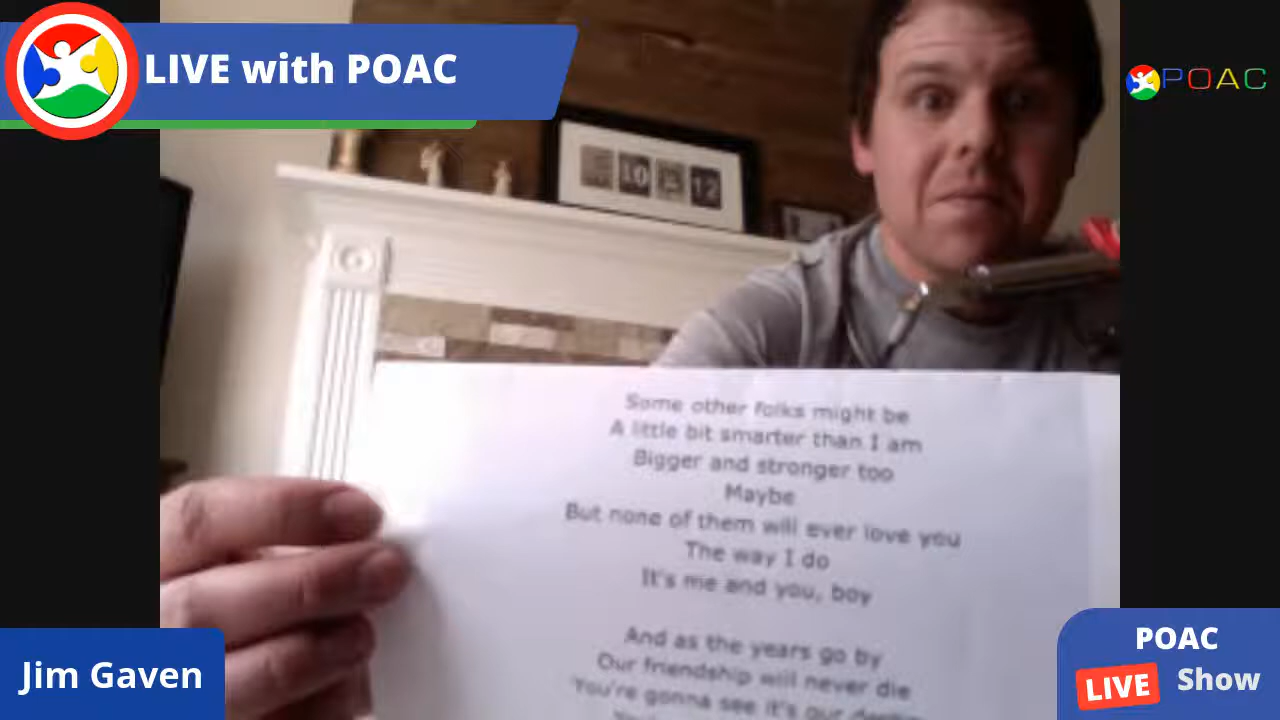 LIVE with POAC
POAC
10 12
Some other folks might be
A little bit smarter than I am
Bigger and stronger too
Maybe
But none of them will ever love you
The way I do
It's me and you, boy
And as the years go by
Our friendship will never die
You're gonna see it's our
Jim Gaven
POAC
LIVE Show